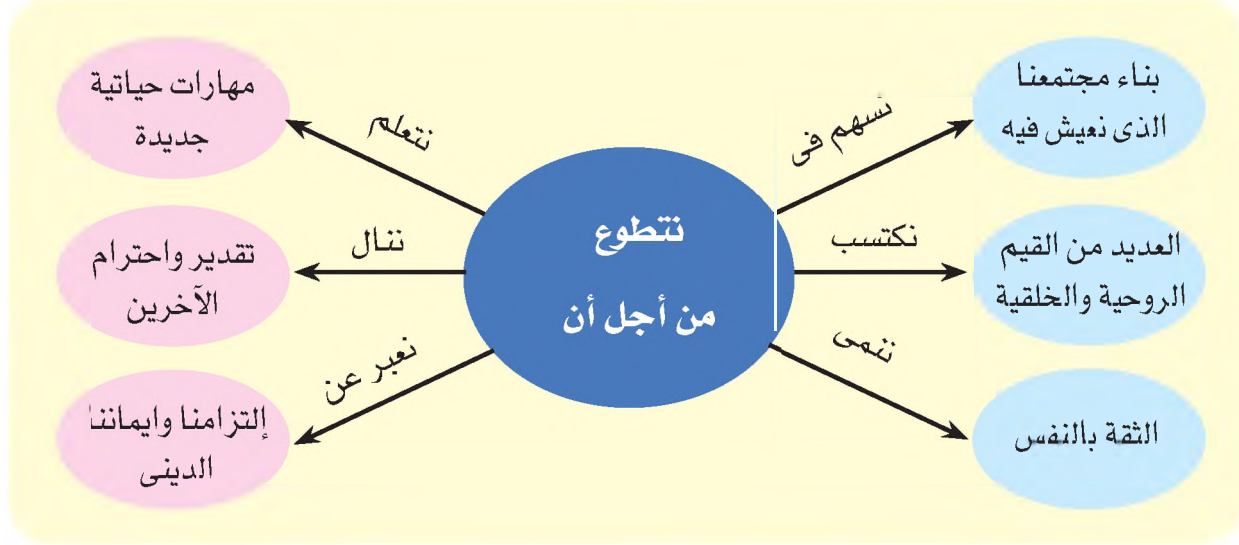 نتطوع
من أجل أن
نسهم فى
بناء مجتمعنا
الذى نعيش فيه
نكتسب
العديد من القيم
الروحية والخلقية
ننمى
الثقة بالنفس
نتعلم
مهارات حياتية
جديدة
ننال
تقدير واحترام
الآخرين
نعبر عن
إلتزامنا وايماننا
الدينى